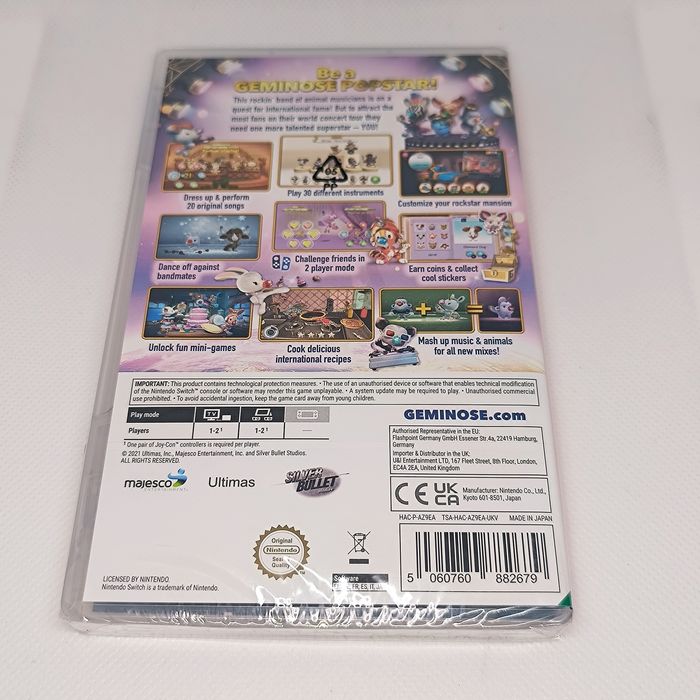 Be a
GEMINOSE POPSTAR!
This rockin' band of animal musicians is on a
quest for international fame! But to attract the
most fans on their world concert tour they
need one more talented superstar — YOU!
06
PP
Dress up & perform
20 original songs
Play 30 different instruments
Customize your rockstar mansion
Dance off against
bandmates
Challenge friends in
2 player mode
Earn coins & collect
cool stickers
+
=
Unlock fun mini-games
Cook delicious
international recipes
Mash up music & animals
for all new mixes!
IMPORTANT: This product contains technological protection measures. • The use of an unauthorised device or software that enables technical modification
of the Nintendo Switch™ console or software may render this game unplayable. • A system update may be required to play. • Unauthorised commercial
use prohibited. • To avoid accidental ingestion, keep the game card away from young children.
Play mode
TV
Players
1-2 ¹
1-2 ¹
¹ One pair of Joy-Con™ controllers is required per player.
© 2021 Ultimas, Inc., Majesco Entertainment, Inc. and Silver Bullet Studios.
ALL RIGHTS RESERVED.
GEMINOSE.com
Authorised Representative in the EU:
Flashpoint Germany GmbH Essener Str.4a, 22419 Hamburg,
Germany
Importer & Distributor in the UK:
U&I Entertainment LTD, 167 Fleet Street, 8th Floor, London,
EC4A 2EA, United Kingdom
majesco
ENTERTAINMENT
Ultimas
SILVER
BULLET
CE UK
CA
Manufacturer: Nintendo Co., Ltd.,
Kyoto 601-8501, Japan
HAC-P-AZ9EA TSA-HAC-AZ9EA-UKV MADE IN JAPAN
Original
Nintendo
Seal
Quality
LICENSED BY NINTENDO.
Nintendo Switch is a trademark of Nintendo.
Software
FR, ES, IT,
5 060760 882679